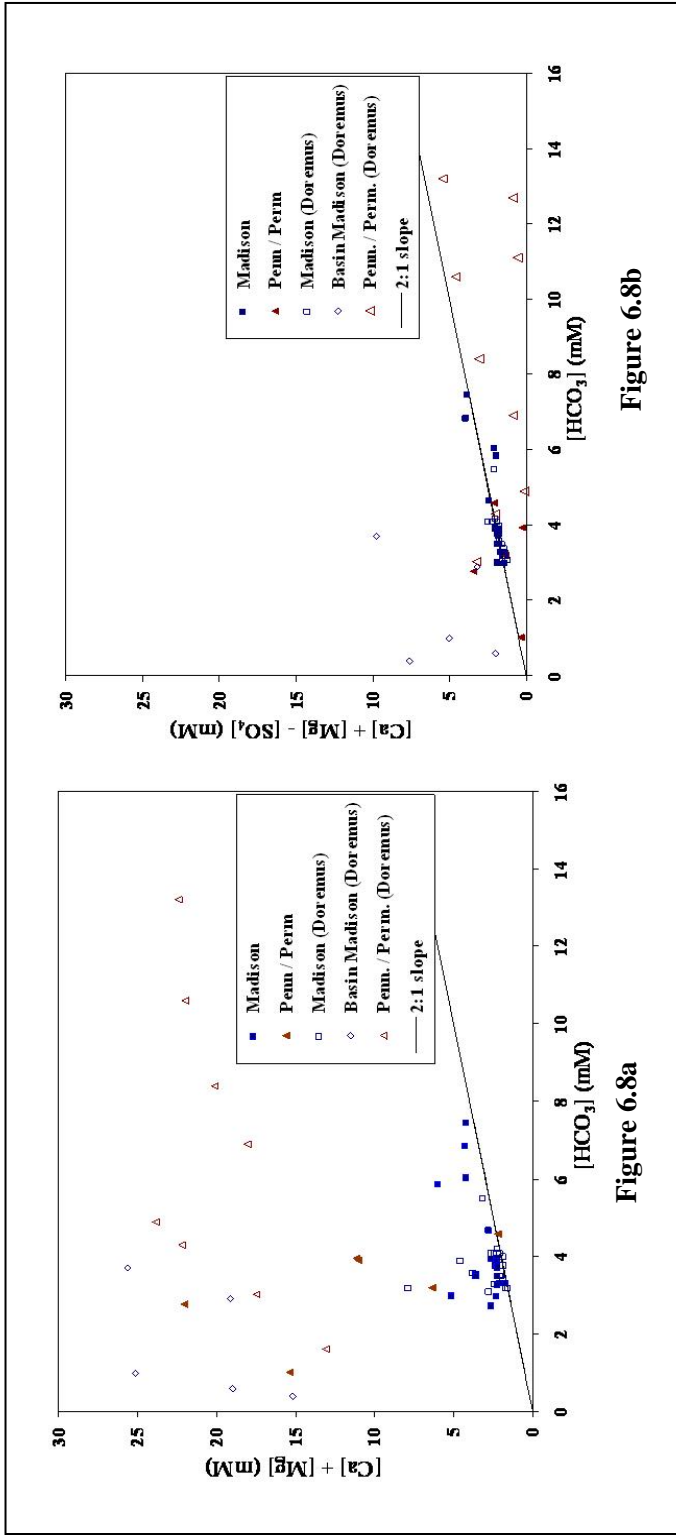 30
25
20
15
10
5
0
[Ca] + [Mg] (mM)
0 2 4 6 8 10 12 14 16
[HCO₃] (mM)
Madison
Penn / Perm
Madison (Doremus)
Basin Madison (Doremus)
Penn. / Perm. (Doremus)
2:1 slope
Figure 6.8a
30
25
20
15
10
5
0
[Ca] + [Mg] - [SO₄] (mM)
0 2 4 6 8 10 12 14 16
[HCO₃] (mM)
Madison
Penn / Perm
Madison (Doremus)
Basin Madison (Doremus)
Penn. / Perm. (Doremus)
2:1 slope
Figure 6.8b